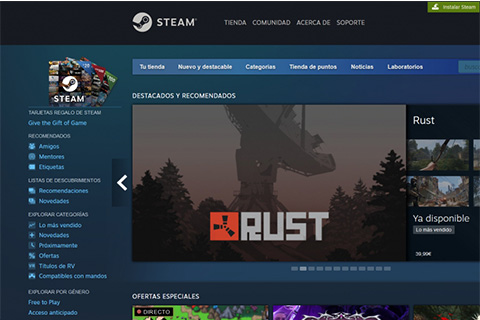 Instalar Steam
STEAM
TIENDA COMUNIDAD ACERCA DE SOPORTE
Tu tienda Nuevo y destacable Categorías Tienda de puntos Noticias Laboratorios
STEAM
TARJETAS REGALO DE STEAM
Give the Gift of Game
RECOMENDADOS
Amigos
Mentores
Etiquetas
LISTAS DE DESCUBRIMIENTOS
Recomendaciones
Novedades
EXPLORAR CATEGORÍAS
Lo más vendido
Novedades
Próximamente
Ofertas
Títulos de RV
Compatibles con mandos
EXPLORAR POR GÉNERO
Free to Play
Acceso anticipado
DESTACADOS Y RECOMENDADOS
RUST
Rust
Ya disponible
Lo más vendido
39,99€
OFERTAS ESPECIALES
DIRECTO